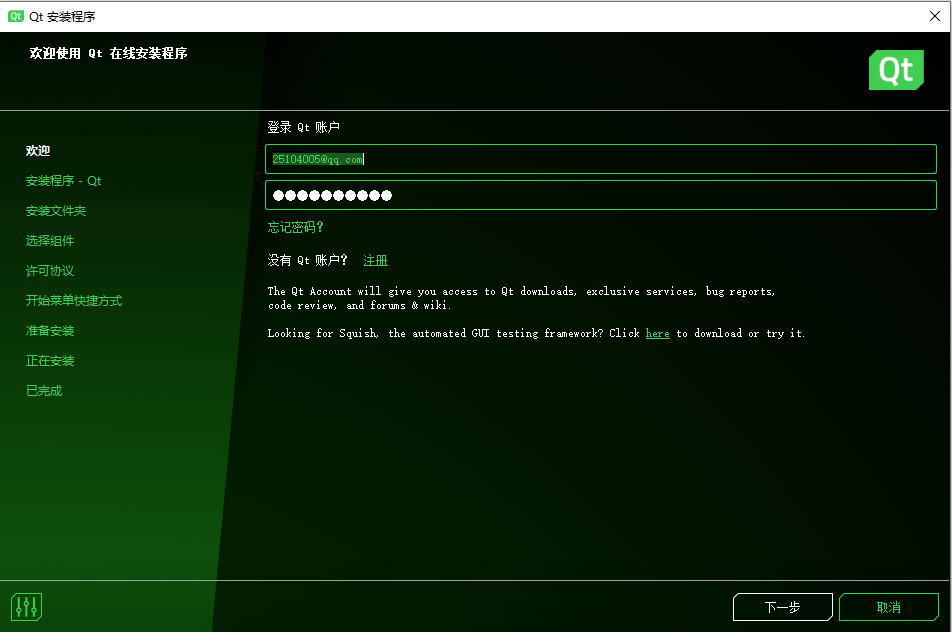 Qt Qt 安装程序
欢迎使用 Qt 在线安装程序
Qt
登录 Qt 账户
欢迎
25104005@qq.com
安装程序 - Qt
安装文件夹
忘记密码?
选择组件
没有 Qt 账户? 注册
许可协议
The Qt Account will give you access to Qt downloads, exclusive services, bug reports,
code review, and forums & wiki.
开始菜单快捷方式
准备安装
Looking for Squish, the automated GUI testing framework? Click here to download or try it.
正在安装
已完成
下一步
取消